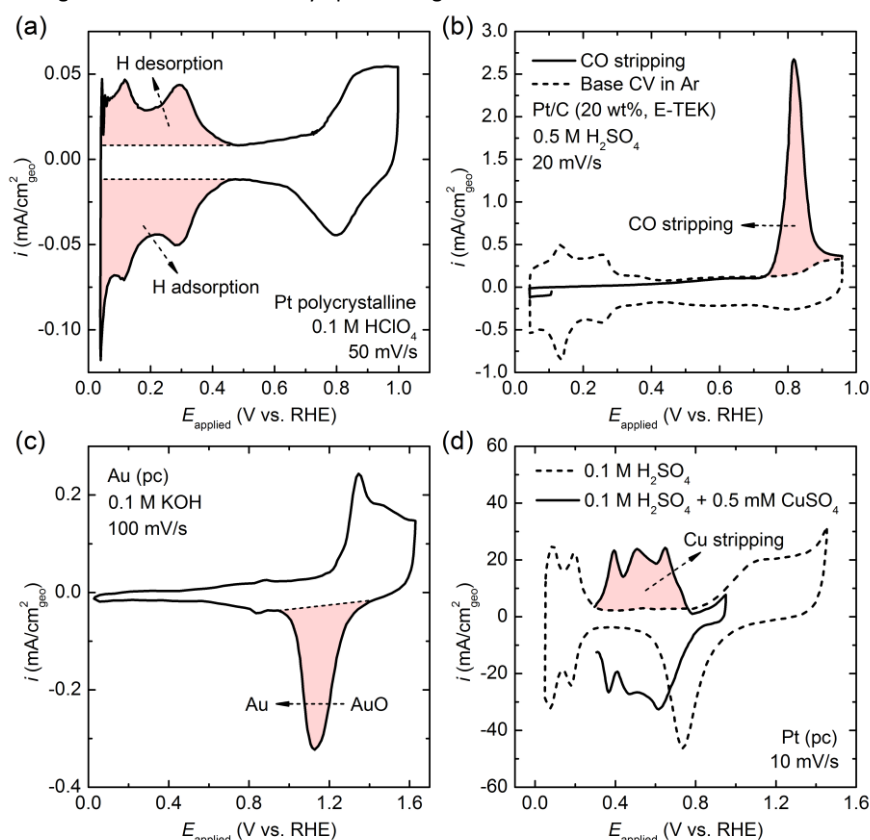 (a)
H desorption
H adsorption
Pt polycrystalline
0.1 M HClO₄
50 mV/s
0.10
0.05
0.00
-0.05
-0.10
i (mA/cm²geo)
0.0 0.2 0.4 0.6 0.8 1.0
Eapplied (V vs. RHE)
(b)
CO stripping
Base CV in Ar
Pt/C (20 wt%, E-TEK)
0.5 M H₂SO₄
20 mV/s
CO stripping
3.0
2.5
2.0
1.5
1.0
0.5
0.0
-0.5
-1.0
i (mA/cm²geo)
0.0 0.2 0.4 0.6 0.8 1.0
Eapplied (V vs. RHE)
(c)
Au (pc)
0.1 M KOH
100 mV/s
Au AuO
0.2
0.0
-0.2
-0.4
i (mA/cm²geo)
0.0 0.4 0.8 1.2 1.6
Eapplied (V vs. RHE)
(d)
0.1 M H₂SO₄
0.1 M H₂SO₄ + 0.5 mM CuSO₄
Cu stripping
Pt (pc)
10 mV/s
60
40
20
0
-20
-40
-60
i (mA/cm²geo)
0.0 0.4 0.8 1.2 1.6
Eapplied (V vs. RHE)